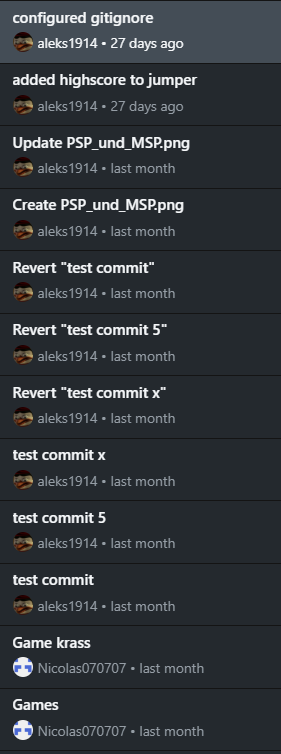 configured gitignore
aleks1914 • 27 days ago
added highscore to jumper
aleks1914 • 27 days ago
Update PSP_und_MSP.png
aleks1914 • last month
Create PSP_und_MSP.png
aleks1914 • last month
Revert "test commit"
aleks1914 • last month
Revert "test commit 5"
aleks1914 • last month
Revert "test commit x"
aleks1914 • last month
test commit x
aleks1914 • last month
test commit 5
aleks1914 • last month
test commit
aleks1914 • last month
Game krass
Nicolas070707 • last month
Games
Nicolas070707 • last month